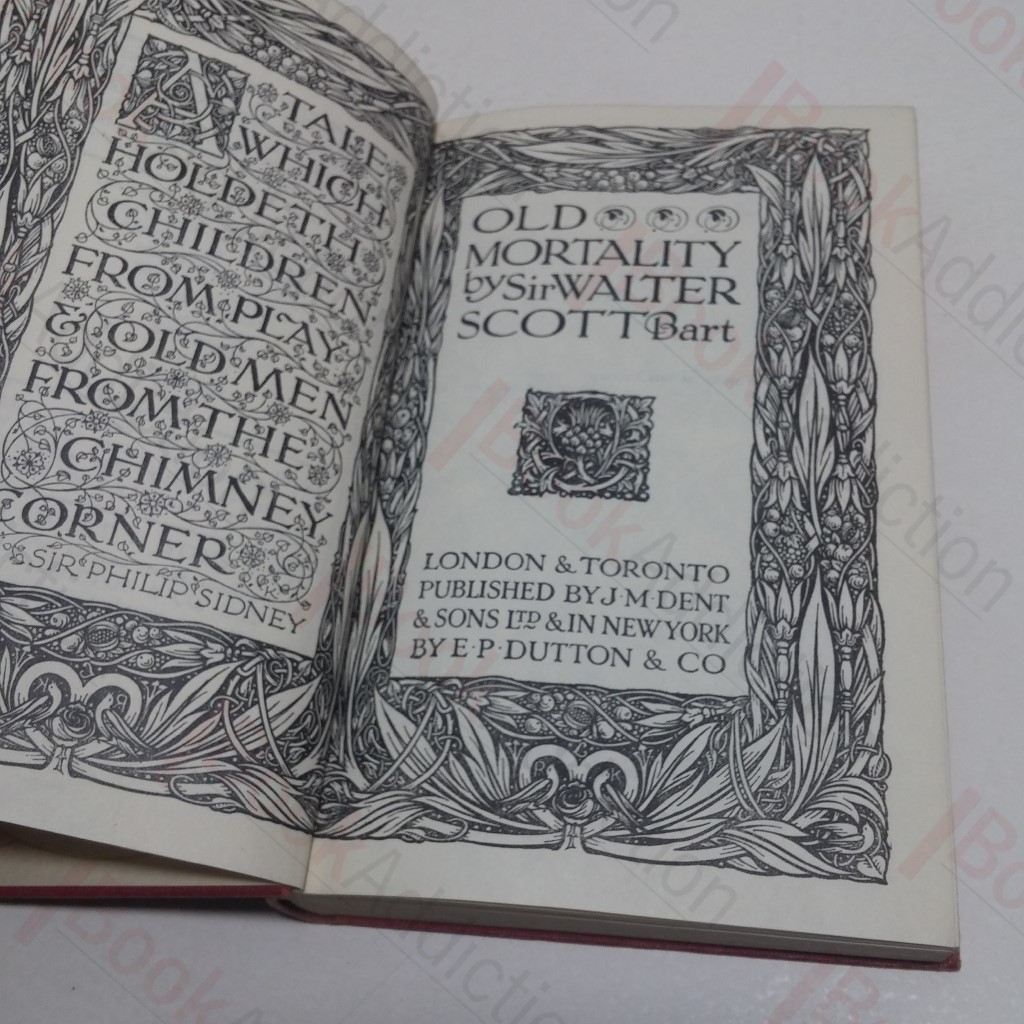 A TALE
WHICH
HOLDETH
CHILDREN
FROM PLAY
& OLD MEN
FROM THE
CHIMNEY
CORNER
SIR PHILIP SIDNEY
OLD
MORTALITY
by Sir WALTER
SCOTT Bart
LONDON & TORONTO
PUBLISHED BY J·M·DENT
& SONS LTD & IN NEW YORK
BY E·P·DUTTON & CO
BookAddiction